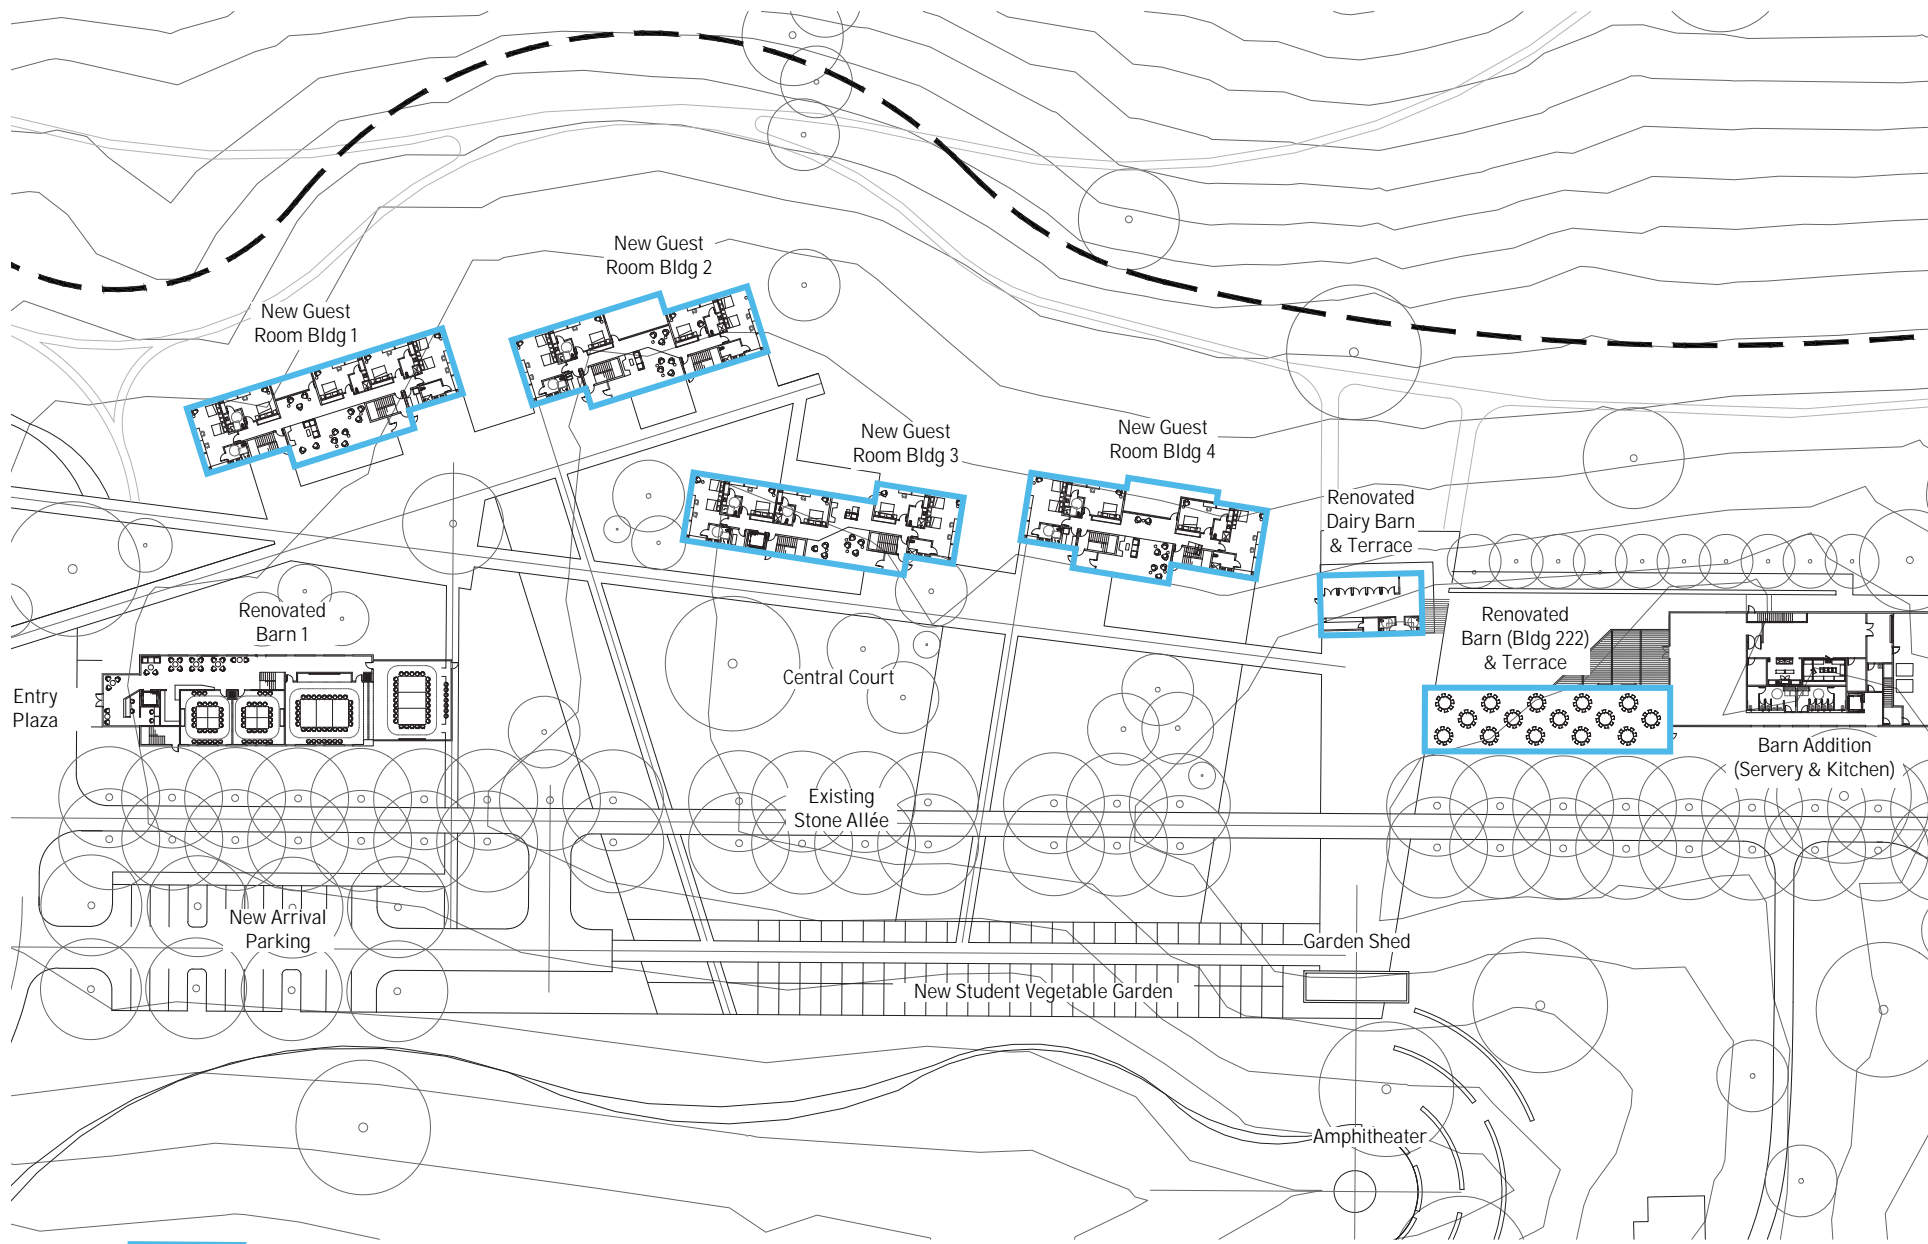 New Guest
Room Bldg 2
New Guest
Room Bldg 1
New Guest
Room Bldg 3
New Guest
Room Bldg 4
Renovated
Dairy Barn
& Terrace
Renovated
Barn 1
Renovated
Barn (Bldg 222)
& Terrace
Central Court
Entry
Plaza
Barn Addition
(Servery & Kitchen)
Existing
Stone Allée
New Arrival
Parking
Garden Shed
New Student Vegetable Garden
Amphitheater